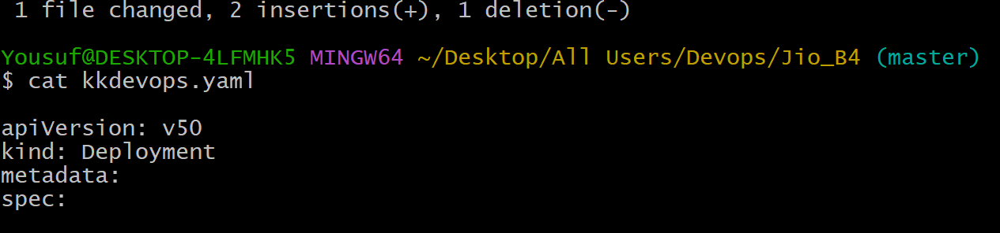 1 file changed, 2 insertions(+), 1 deletion(-)
Yousuf@DESKTOP-4LFMHK5 MINGW64 ~/Desktop/All Users/Devops/Jio_B4 (master)
$ cat kkdevops.yaml
apiVersion: v50
kind: Deployment
metadata:
spec: